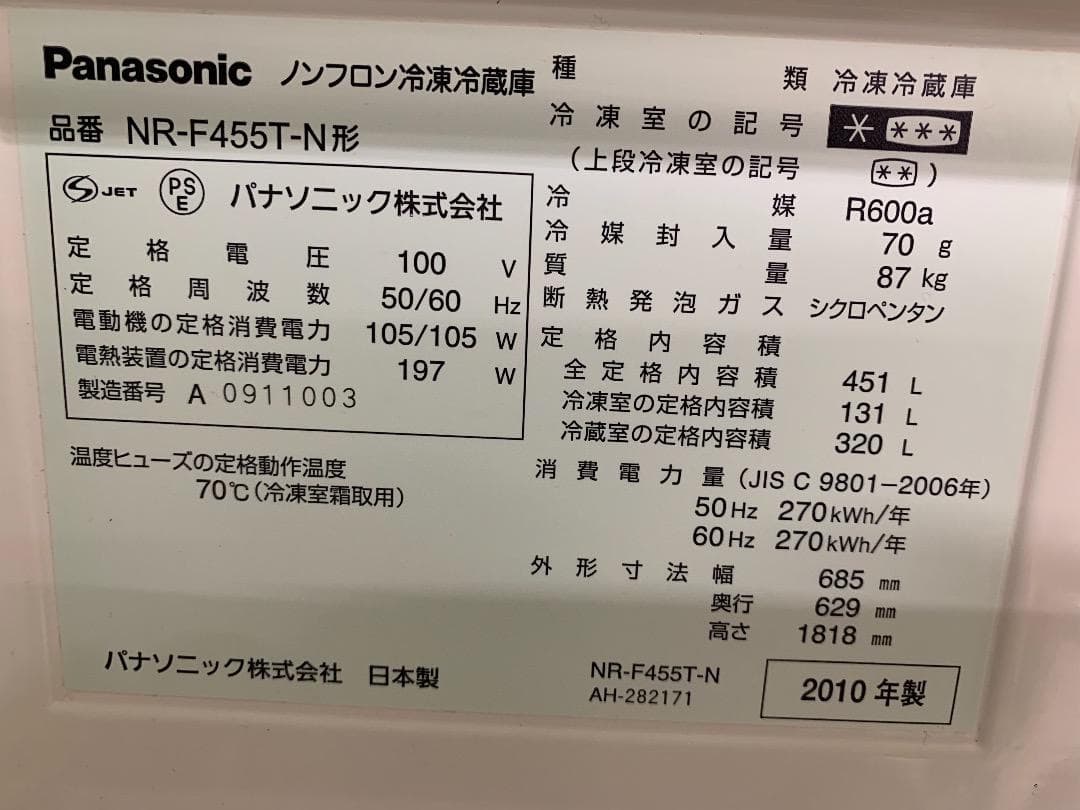 Panasonic ノンフロン冷凍冷蔵庫
品番 NR-F455T-N形
JET PSE パナソニック株式会社
定格電圧 100 V
定格周波数 50/60 Hz
電動機の定格消費電力 105/105 W
電熱装置の定格消費電力 197 W
製造番号 A 0911003
温度ヒューズの定格動作温度
70℃(冷凍室霜取用)
種類 冷凍冷蔵庫
冷凍室の記号 * ***
(上段冷凍室の記号 **)
冷媒 R600a
冷媒封入量 70 g
質量 87 kg
断熱発泡ガス シクロペンタン
定格内容積
全定格内容積 451 L
冷凍室の定格内容積 131 L
冷蔵室の定格内容積 320 L
消費電力量(JIS C 9801-2006年)
50Hz 270kWh/年
60Hz 270kWh/年
外形寸法幅 685 mm
奥行 629 mm
高さ 1818 mm
パナソニック株式会社 日本製
NR-F455T-N
AH-282171
2010年製